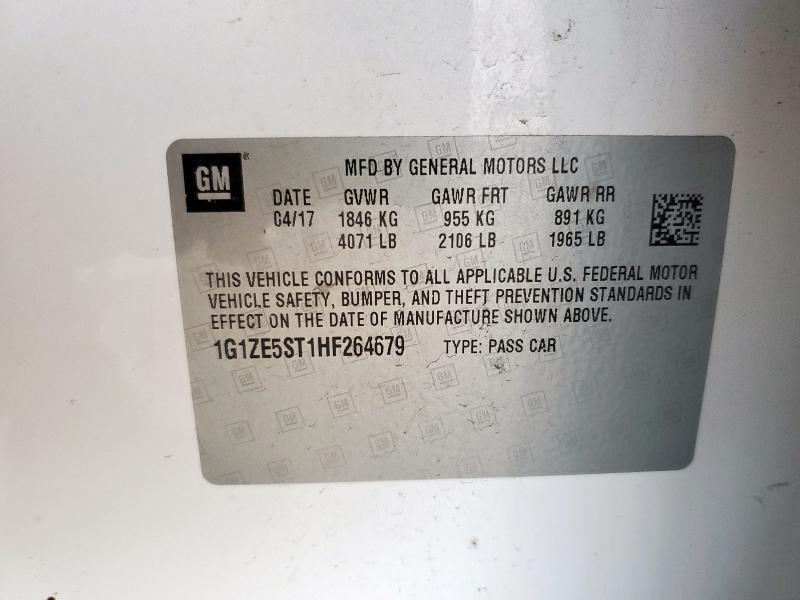 GM®
MFD BY GENERAL MOTORS LLC
DATE GVWR GAWR FRT GAWR RR
04/17 1846 KG 955 KG 891 KG
4071 LB 2106 LB 1965 LB
THIS VEHICLE CONFORMS TO ALL APPLICABLE U.S. FEDERAL MOTOR
VEHICLE SAFETY, BUMPER, AND THEFT PREVENTION STANDARDS IN
EFFECT ON THE DATE OF MANUFACTURE SHOWN ABOVE.
1G1ZE5ST1HF264679 TYPE: PASS CAR